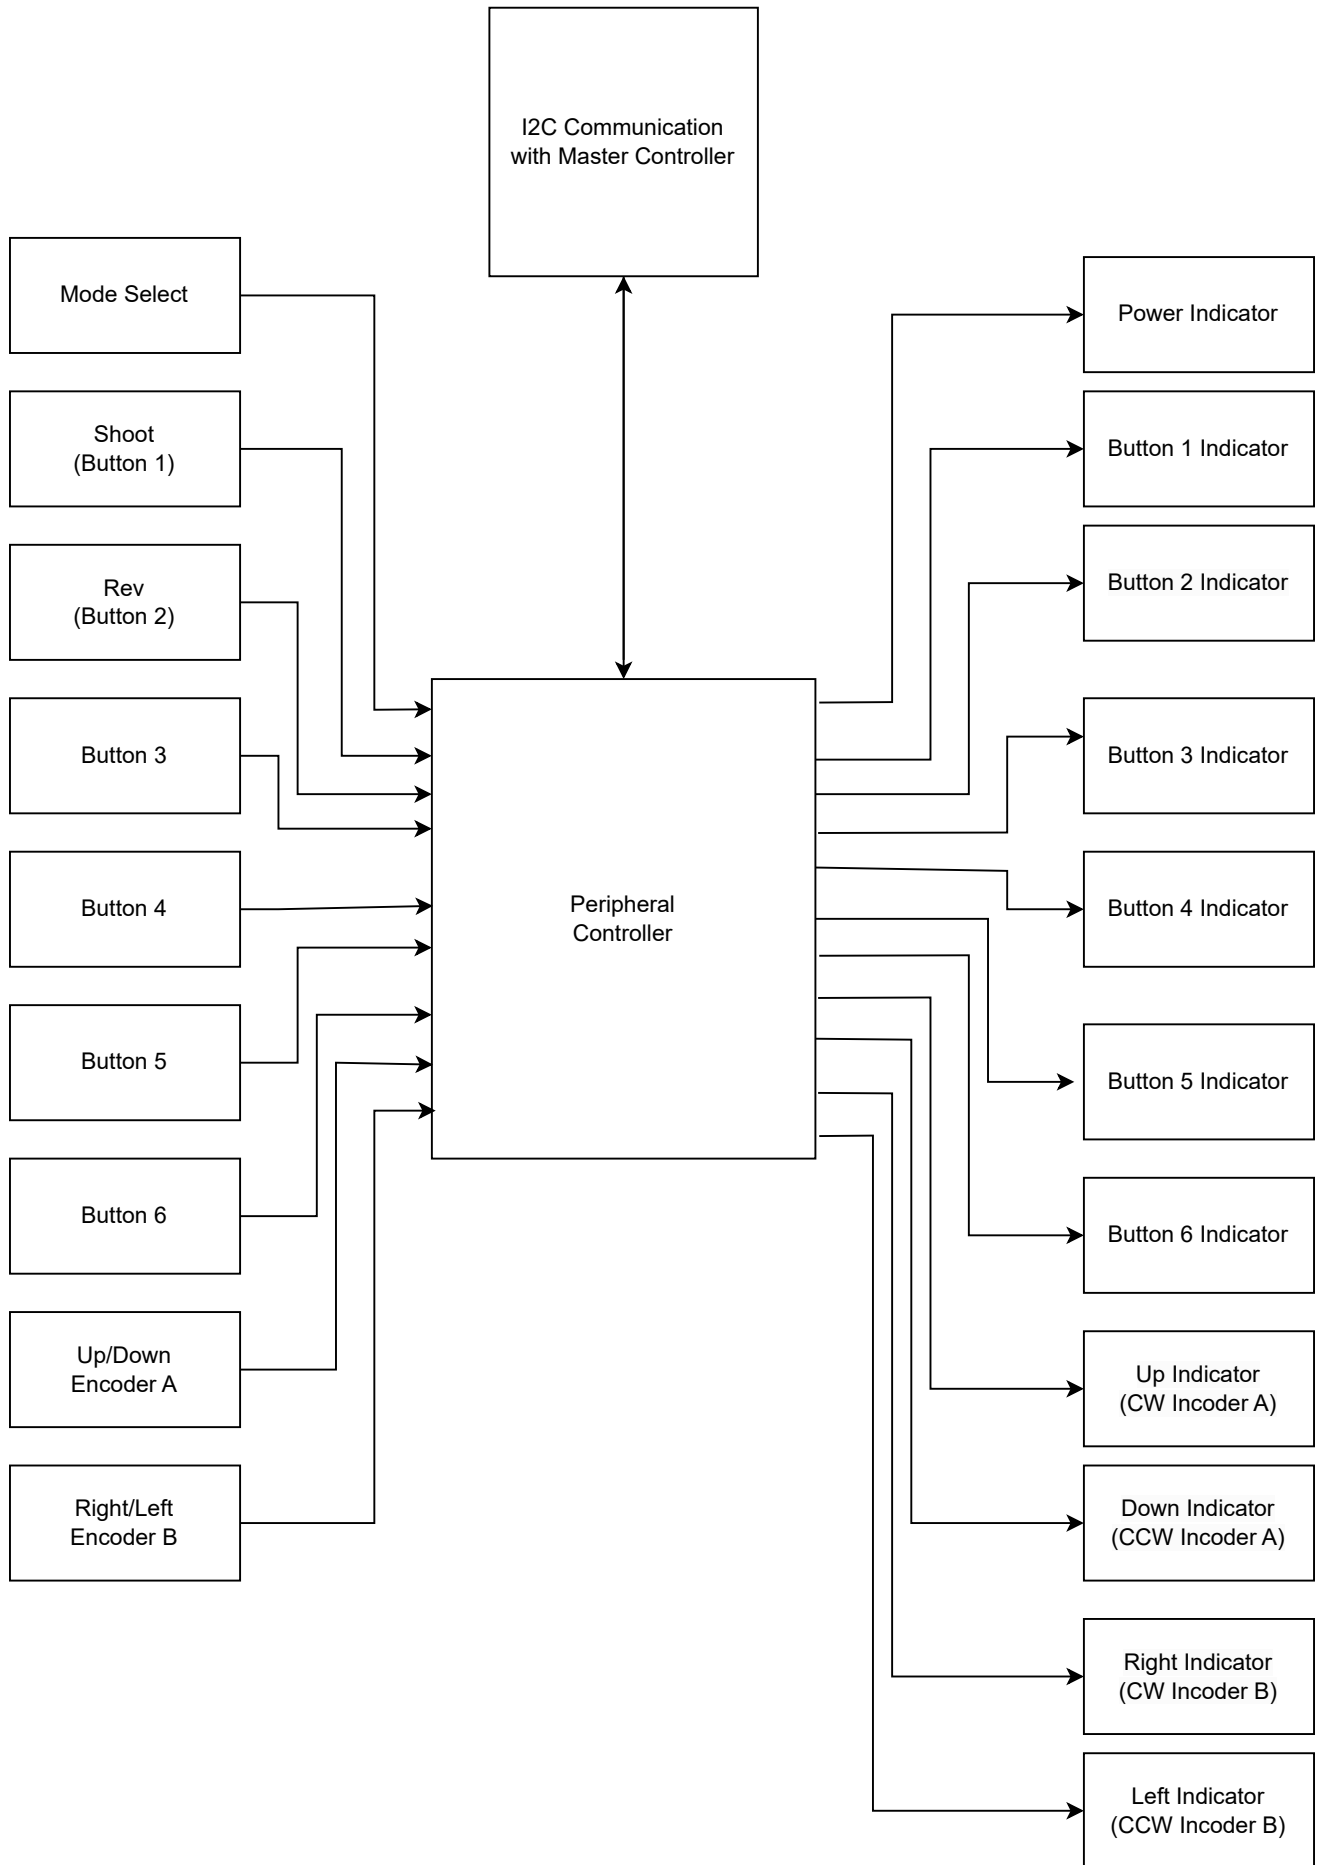 I2C Communication
with Master Controller
Mode Select
Shoot
(Button 1)
Rev
(Button 2)
Button 3
Button 4
Button 5
Button 6
Up/Down
Encoder A
Right/Left
Encoder B
Peripheral
Controller
Power Indicator
Button 1 Indicator
Button 2 Indicator
Button 3 Indicator
Button 4 Indicator
Button 5 Indicator
Button 6 Indicator
Up Indicator
(CW Incoder A)
Down Indicator
(CCW Incoder A)
Right Indicator
(CW Incoder B)
Left Indicator
(CCW Incoder B)